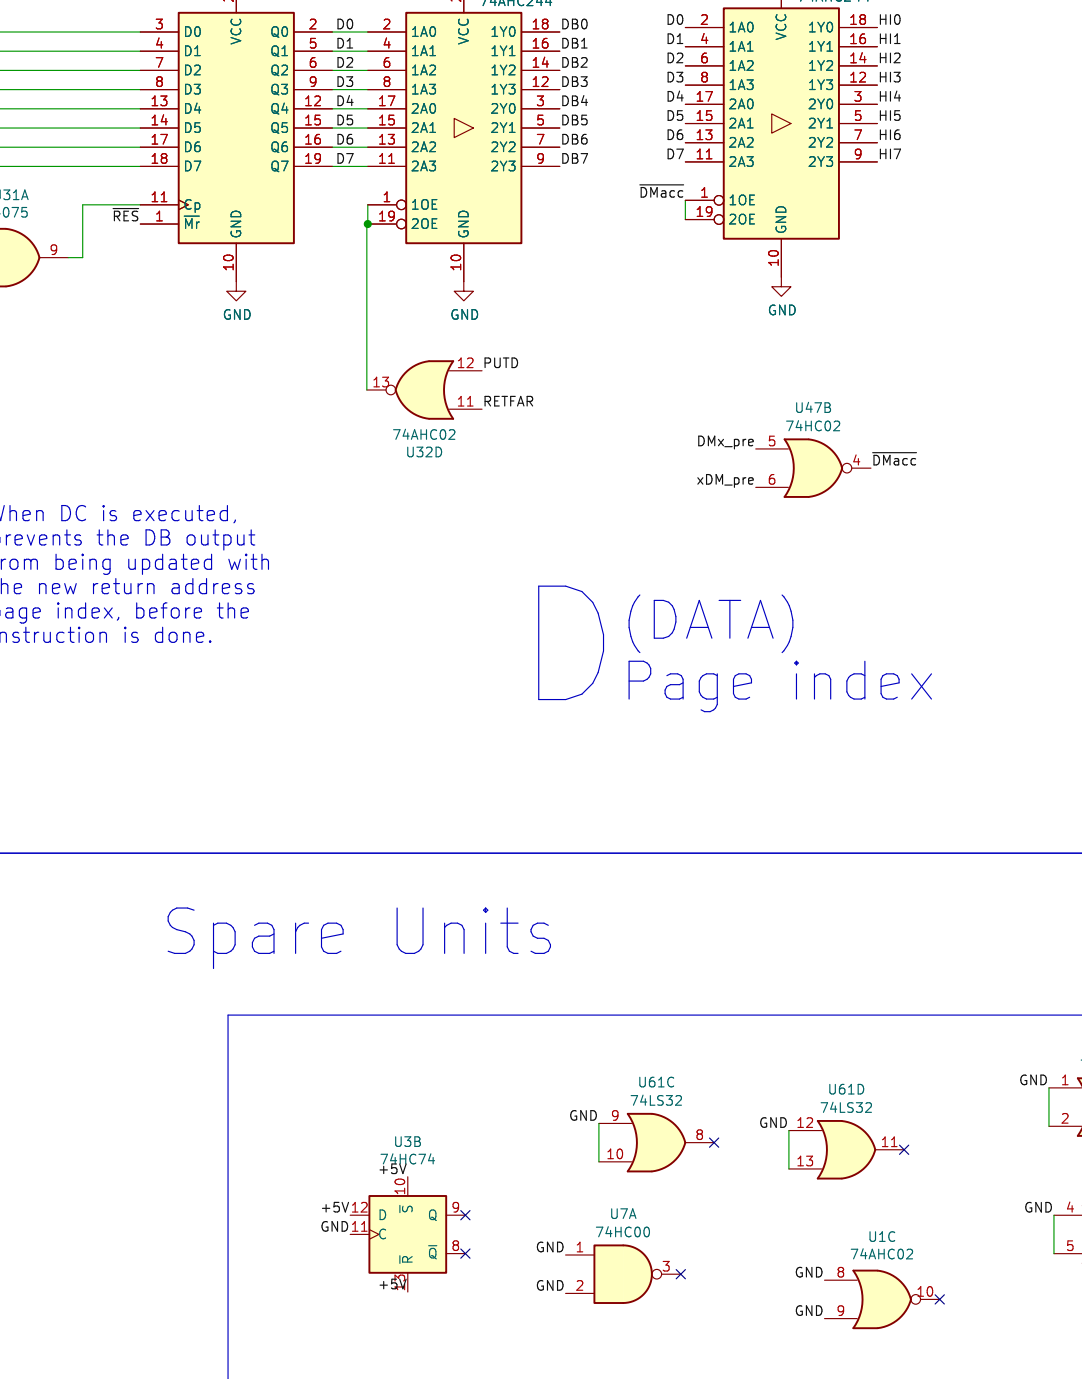 74AHC244
3 D0 Q0 2 D0 2 1A0 1Y0 18 DB0
4 D1 Q1 5 D1 4 1A1 1Y1 16 DB1
7 D2 Q2 6 D2 6 1A2 1Y2 14 DB2
8 D3 Q3 9 D3 8 1A3 1Y3 12 DB3
13 D4 Q4 12 D4 17 2A0 2Y0 3 DB4
14 D5 Q5 15 D5 15 2A1 2Y1 5 DB5
17 D6 Q6 16 D6 13 2A2 2Y2 7 DB6
18 D7 Q7 19 D7 11 2A3 2Y3 9 DB7
VCC
VCC
11 Cp
RES 1 Mr
1 1OE
19 2OE
GND
10
GND
GND
10
GND
D0 2 1A0 1Y0 18 HI0
D1 4 1A1 1Y1 16 HI1
D2 6 1A2 1Y2 14 HI2
D3 8 1A3 1Y3 12 HI3
D4 17 2A0 2Y0 3 HI4
D5 15 2A1 2Y1 5 HI5
D6 13 2A2 2Y2 7 HI6
D7 11 2A3 2Y3 9 HI7
VCC
DMacc 1 1OE
19 2OE
GND
10
GND
U31A
075
9
12 PUTD
13
11 RETFAR
74AHC02
U32D
U47B
74HC02
DMx_pre 5
4 DMacc
xDM_pre 6
When DC is executed,
prevents the DB output
from being updated with
the new return address
page index, before the
instruction is done.
D (DATA)
Page index
Spare Units
U3B
74HC74
+5V
10
+5V 12 D S Q 9
GND 11 C R Q 8
13
+5V
U61C
74LS32
GND 9
8
10
U61D
74LS32
GND 12
11
13
U7A
74HC00
GND 1
3
GND 2
U1C
74AHC02
GND 8
10
GND 9
GND 1
2
GND 4
5